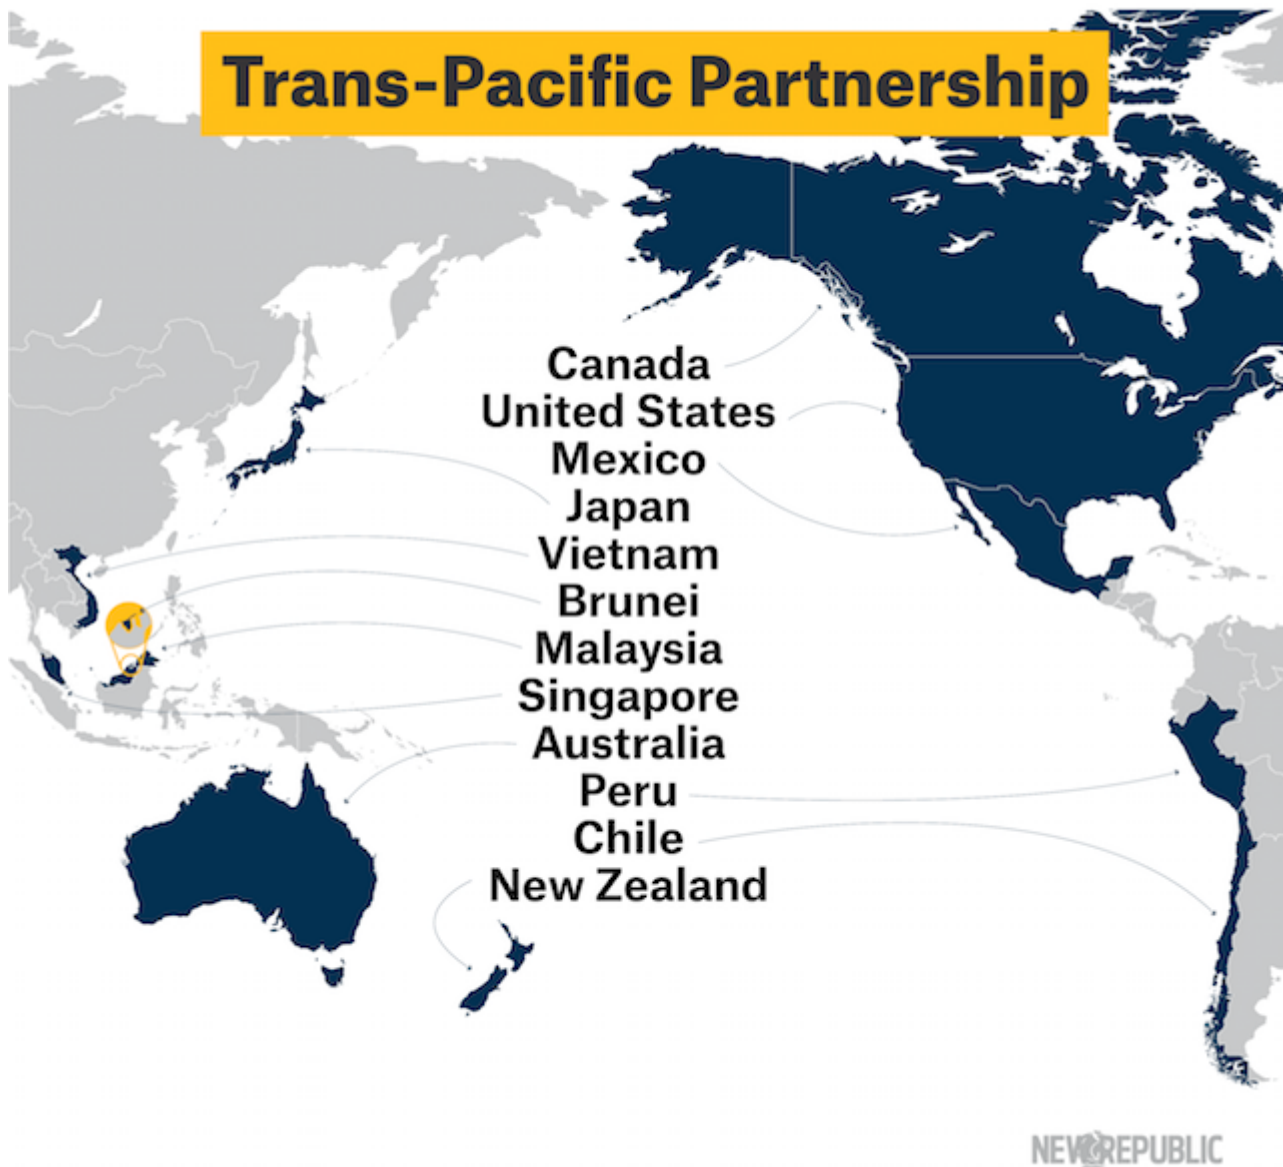 Trans-Pacific Partnership
Canada
United States
Mexico
Japan
Vietnam
Brunei
Malaysia
Singapore
Australia
Peru
Chile
New Zealand
NEW REPUBLIC